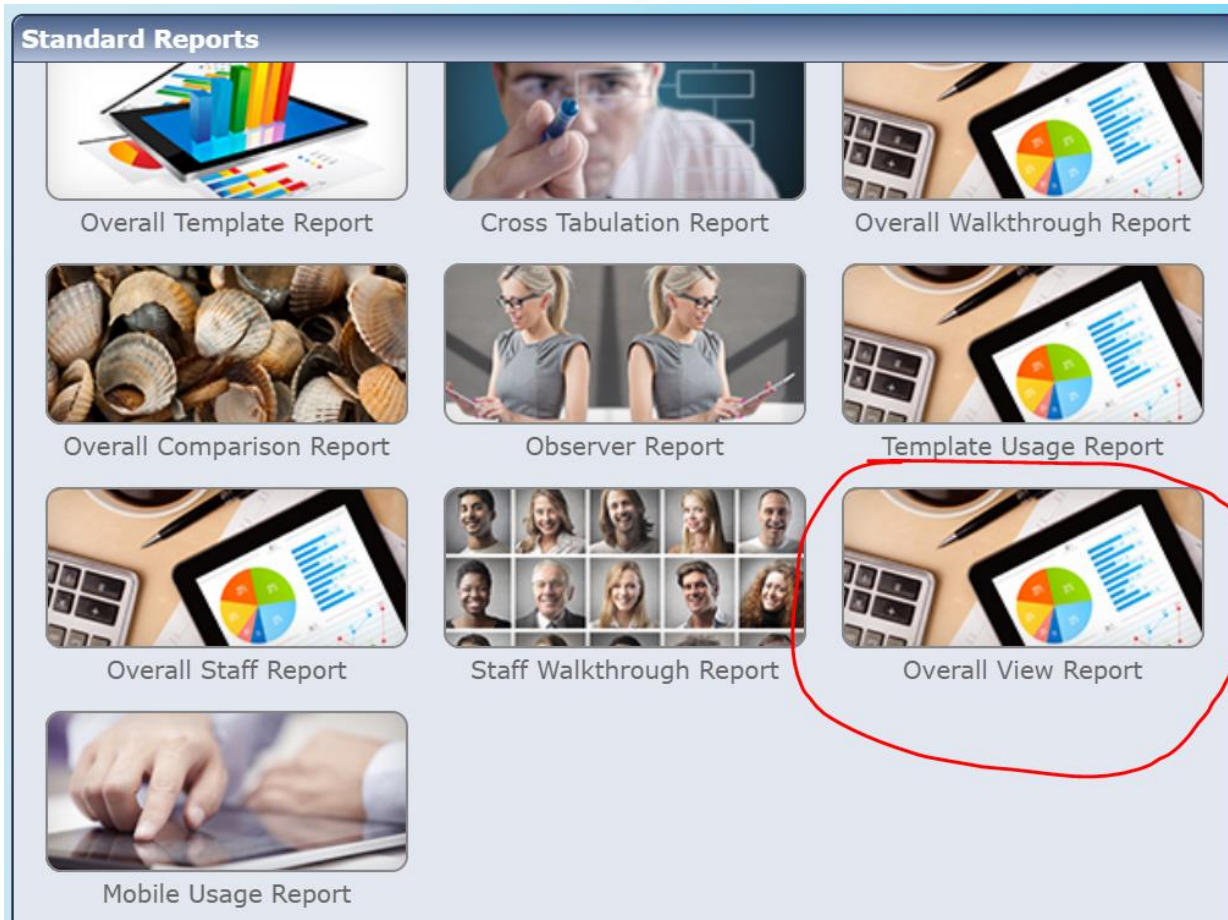 Standard Reports
Overall Template Report
Cross Tabulation Report
Overall Walkthrough Report
Overall Comparison Report
Observer Report
Template Usage Report
Overall Staff Report
Staff Walkthrough Report
Overall View Report
Mobile Usage Report